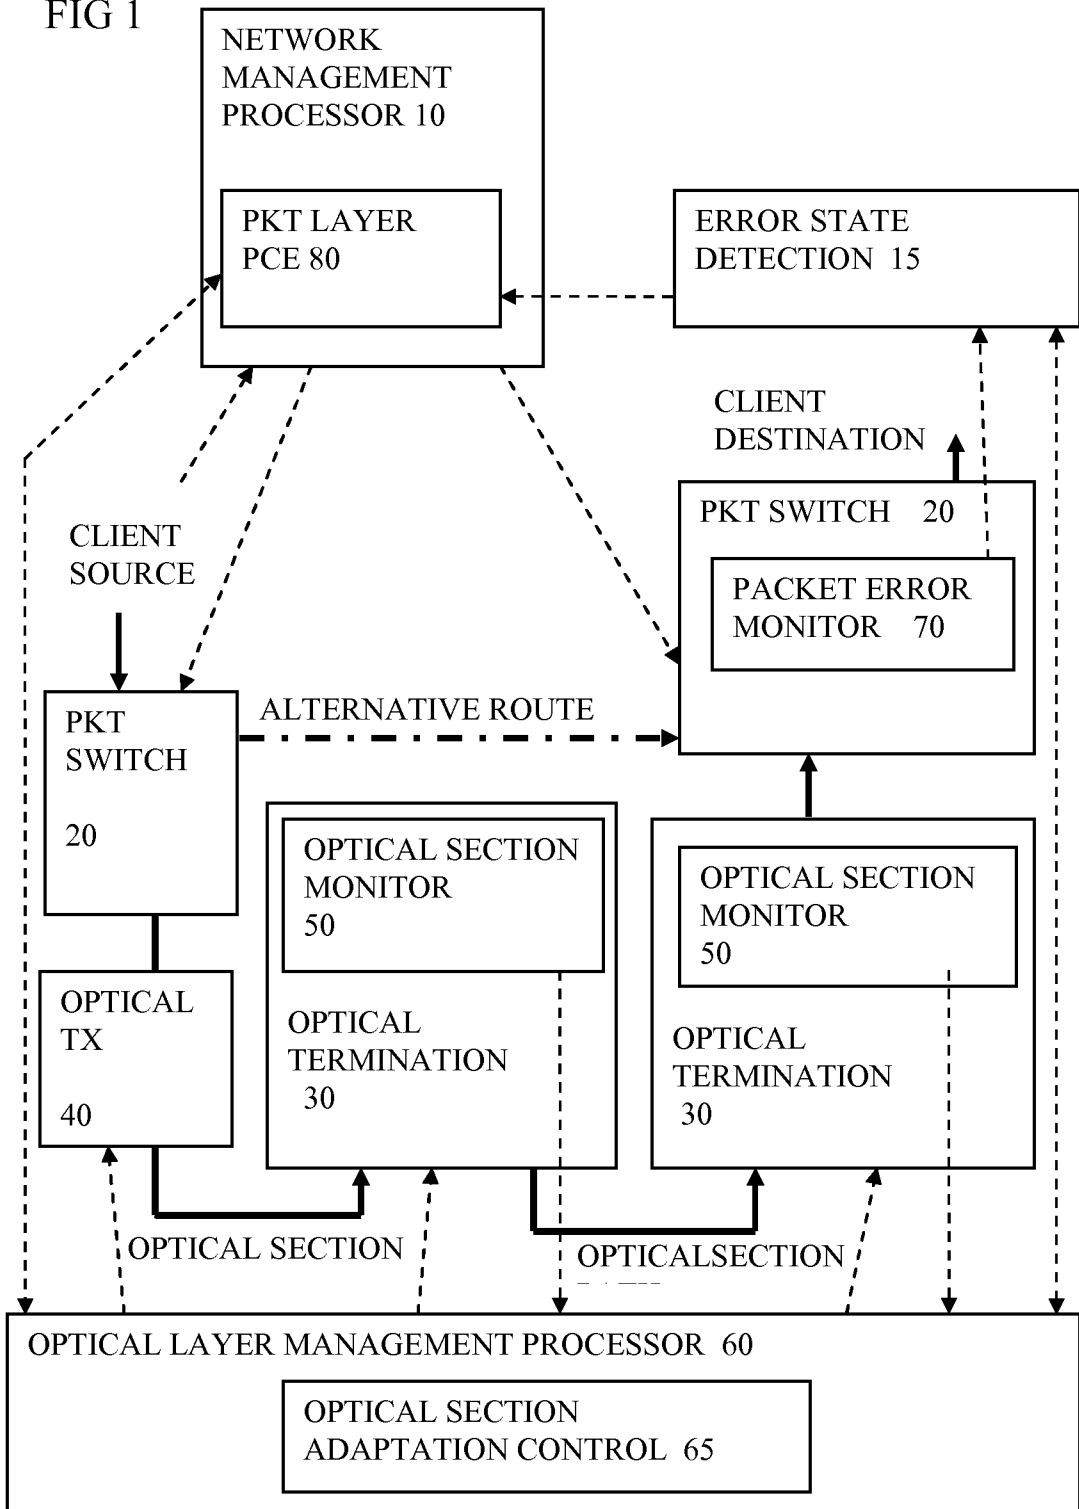 FIG 1
NETWORK
MANAGEMENT
PROCESSOR 10
PKT LAYER
PCE 80
ERROR STATE
DETECTION 15
CLIENT
DESTINATION
PKT SWITCH 20
PACKET ERROR
MONITOR 70
CLIENT
SOURCE
PKT
SWITCH
20
ALTERNATIVE ROUTE
OPTICAL SECTION
MONITOR
50
OPTICAL
TERMINATION
30
OPTICAL SECTION
MONITOR
50
OPTICAL
TERMINATION
30
OPTICAL
TX
40
OPTICAL SECTION
OPTICALSECTION
OPTICAL LAYER MANAGEMENT PROCESSOR 60
OPTICAL SECTION
ADAPTATION CONTROL 65